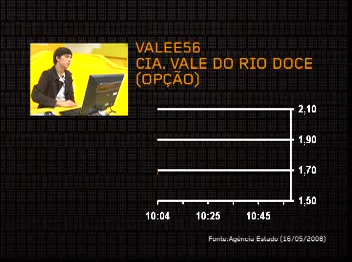 VALEE56
CIA. VALE DO RIO DOCE
(OPÇÃO)
2,10
1,90
1,70
1,50
10:04 10:25 10:45
Fonte:Agência Estado (16/05/2008)